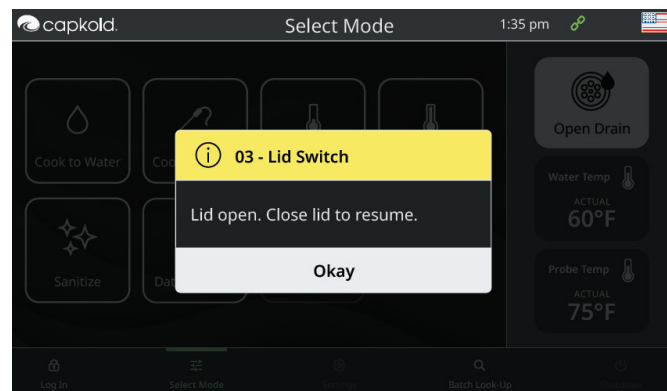 capkold.
Select Mode
1:35 pm
Open Drain
Cook to Water
Water Temp
ACTUAL
60°F
03 - Lid Switch
Lid open. Close lid to resume.
Okay
Sanitize
Probe Temp
ACTUAL
75°F
Log In
Select Mode
Settings
Batch Look-Up